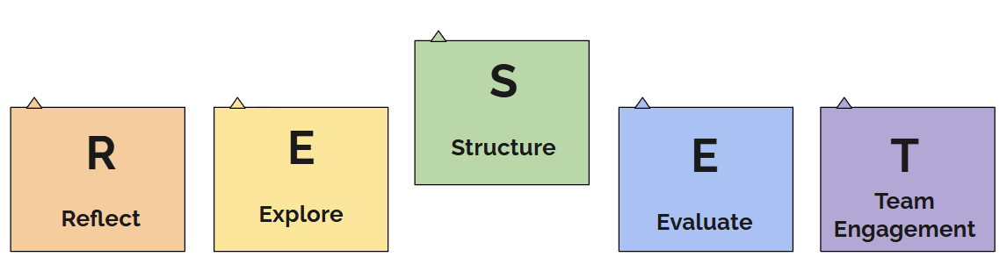 R
Reflect
E
Explore
S
Structure
E
Evaluate
T
Team
Engagement